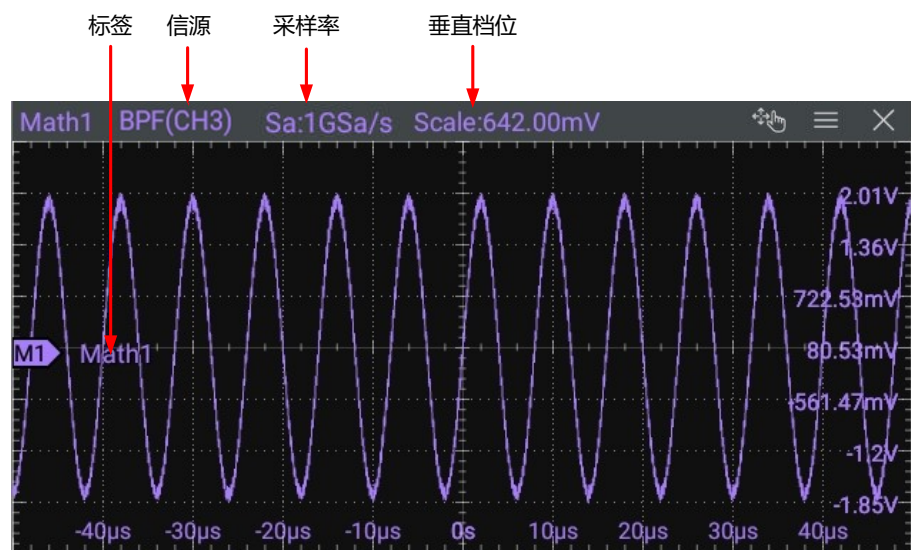 标签 信源 采样率 垂直档位
Math1 BPF(CH3) Sa:1GSa/s Scale:642.00mV
2.01V
1.36V
722.53mV
M1 Math1 80.53mV
-561.47mV
-1.2V
-1.85V
-40µs -30µs -20µs -10µs 0s 10µs 20µs 30µs 40µs